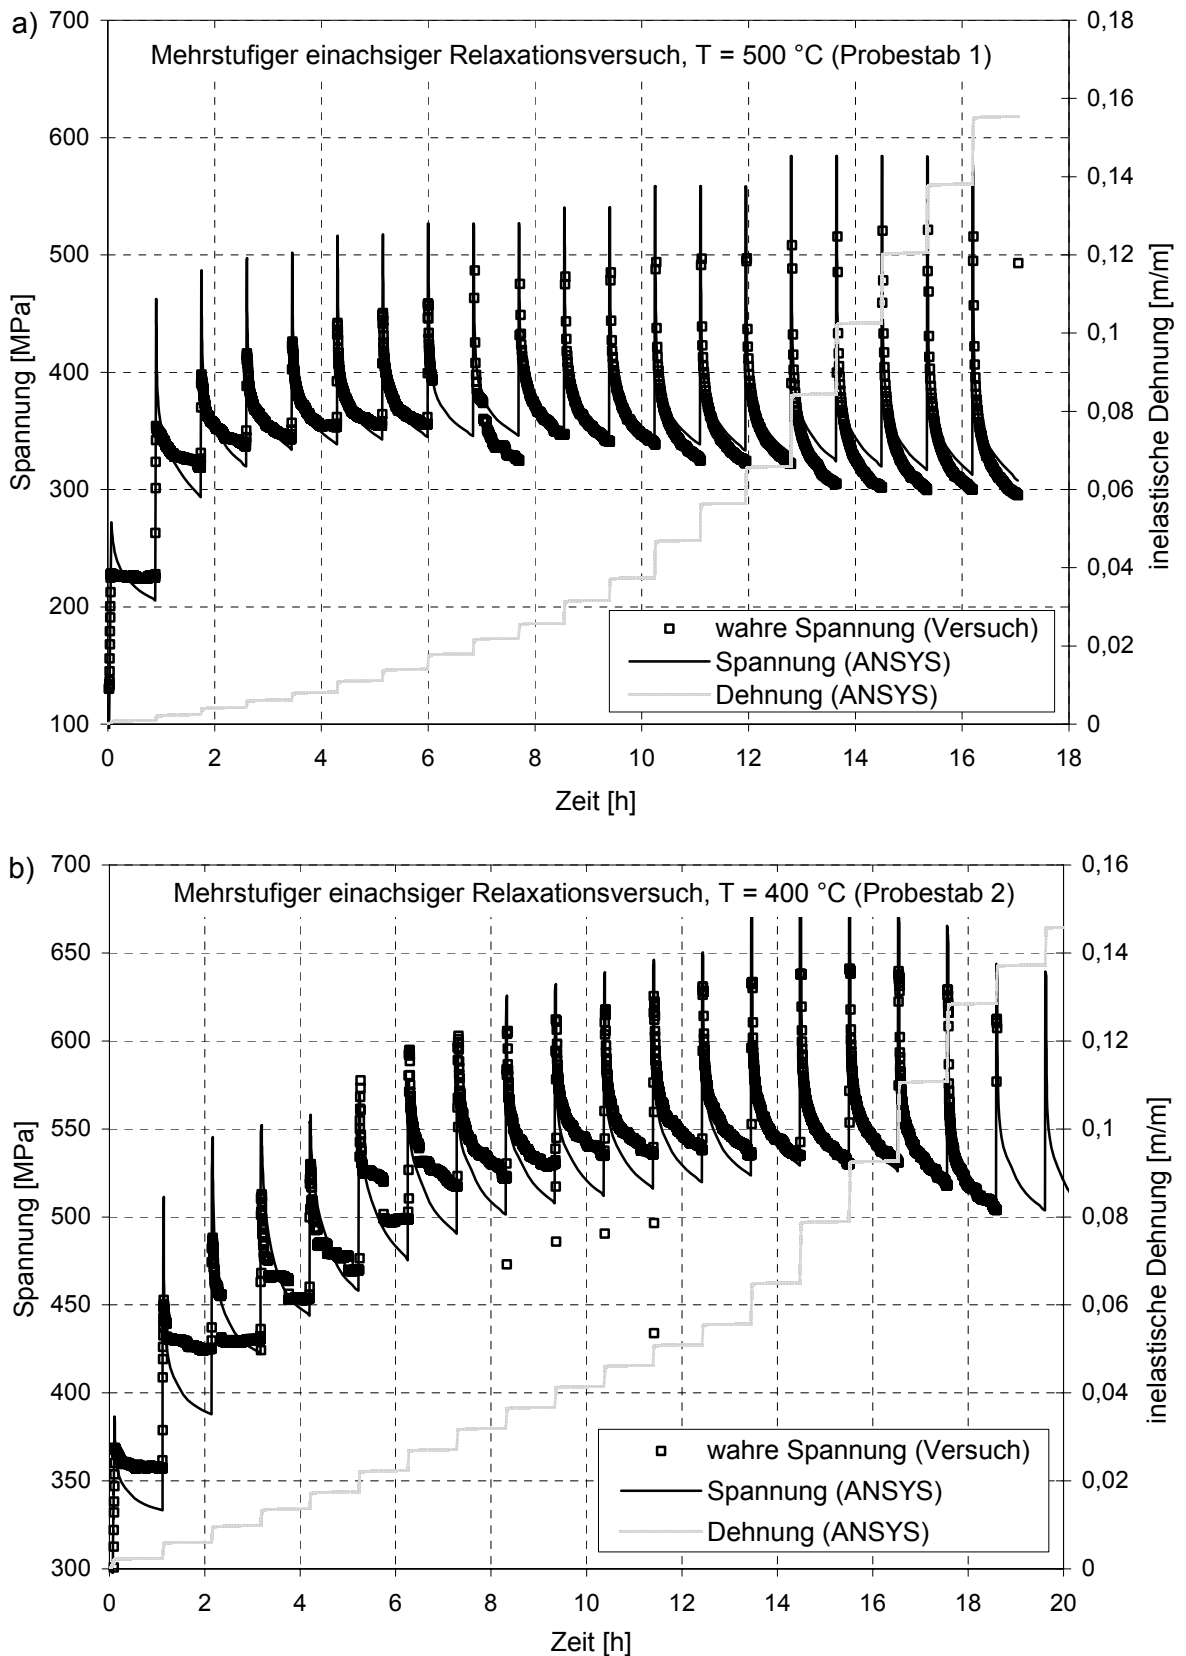 a)
Mehrstufiger einachsiger Relaxationsversuch, T = 500 °C (Probestab 1)
Spannung [MPa]
700
600
500
400
300
200
100
inelastische Dehnung [m/m]
0,18
0,16
0,14
0,12
0,1
0,08
0,06
0,04
0,02
0
wahre Spannung (Versuch)
Spannung (ANSYS)
Dehnung (ANSYS)
0 2 4 6 8 10 12 14 16 18
Zeit [h]
b)
Mehrstufiger einachsiger Relaxationsversuch, T = 400 °C (Probestab 2)
Spannung [MPa]
700
650
600
550
500
450
400
350
300
inelastische Dehnung [m/m]
0,16
0,14
0,12
0,1
0,08
0,06
0,04
0,02
0
wahre Spannung (Versuch)
Spannung (ANSYS)
Dehnung (ANSYS)
0 2 4 6 8 10 12 14 16 18 20
Zeit [h]